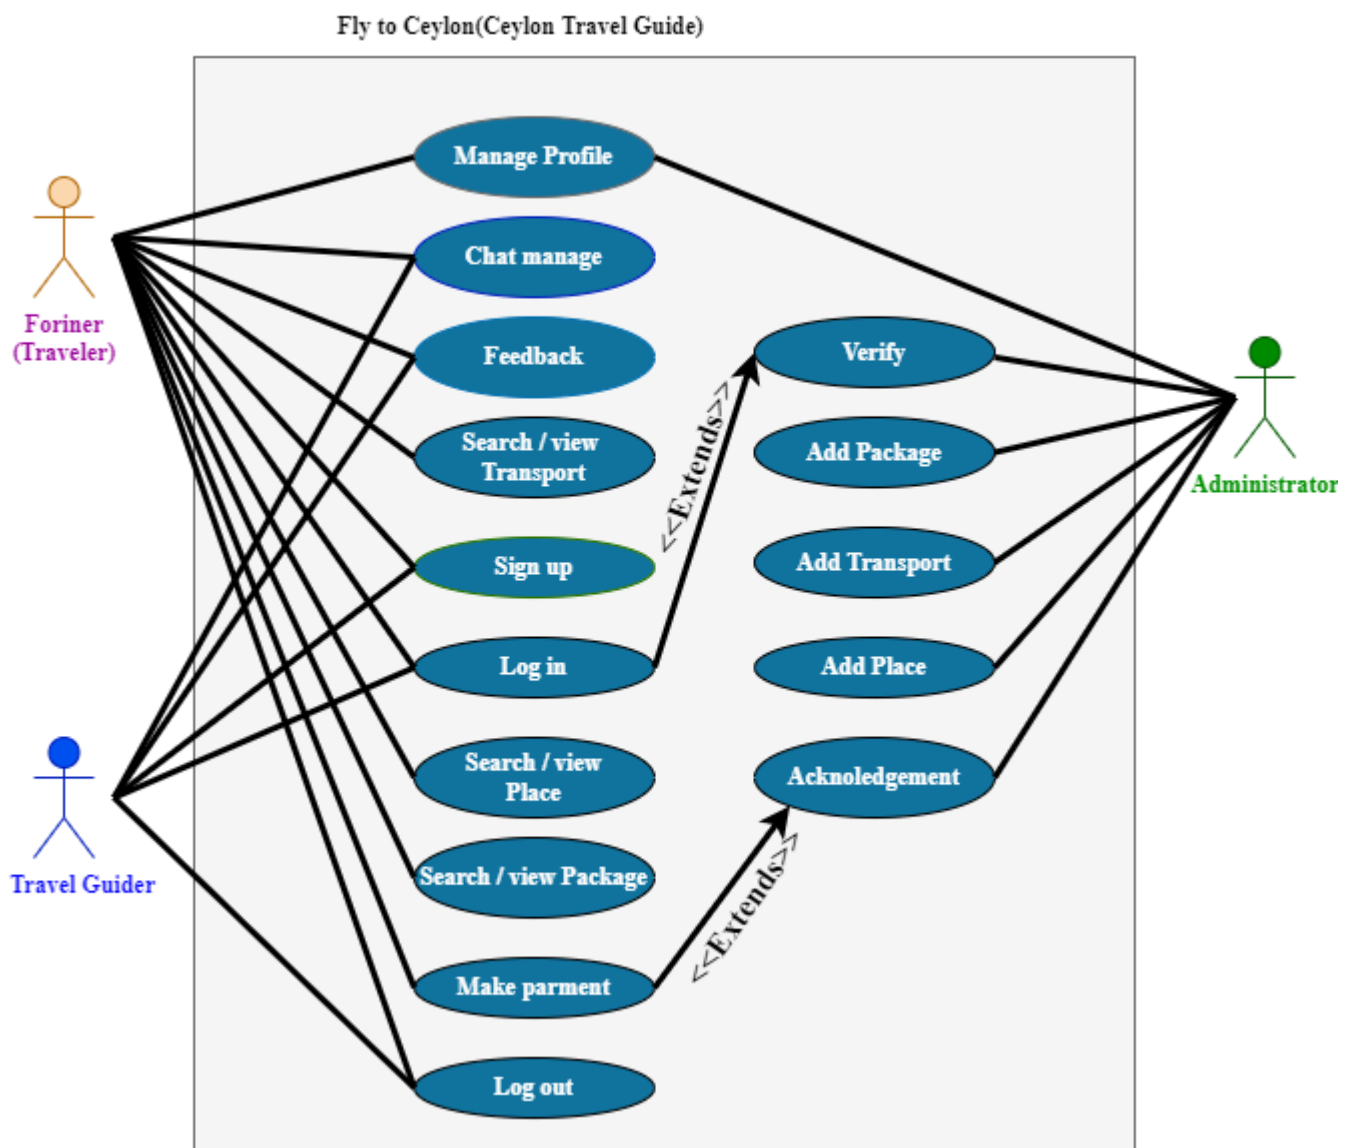 Fly to Ceylon(Ceylon Travel Guide)
Manage Profile
Chat manage
Foriner
(Traveler)
Feedback
Verify
<<Extends>>
Search / view
Transport
Add Package
Administrator
Sign up
Add Transport
Log in
Add Place
Search / view
Place
Acknoledgement
Travel Guider
Search / view Package
<<Extends>>
Make parment
Log out